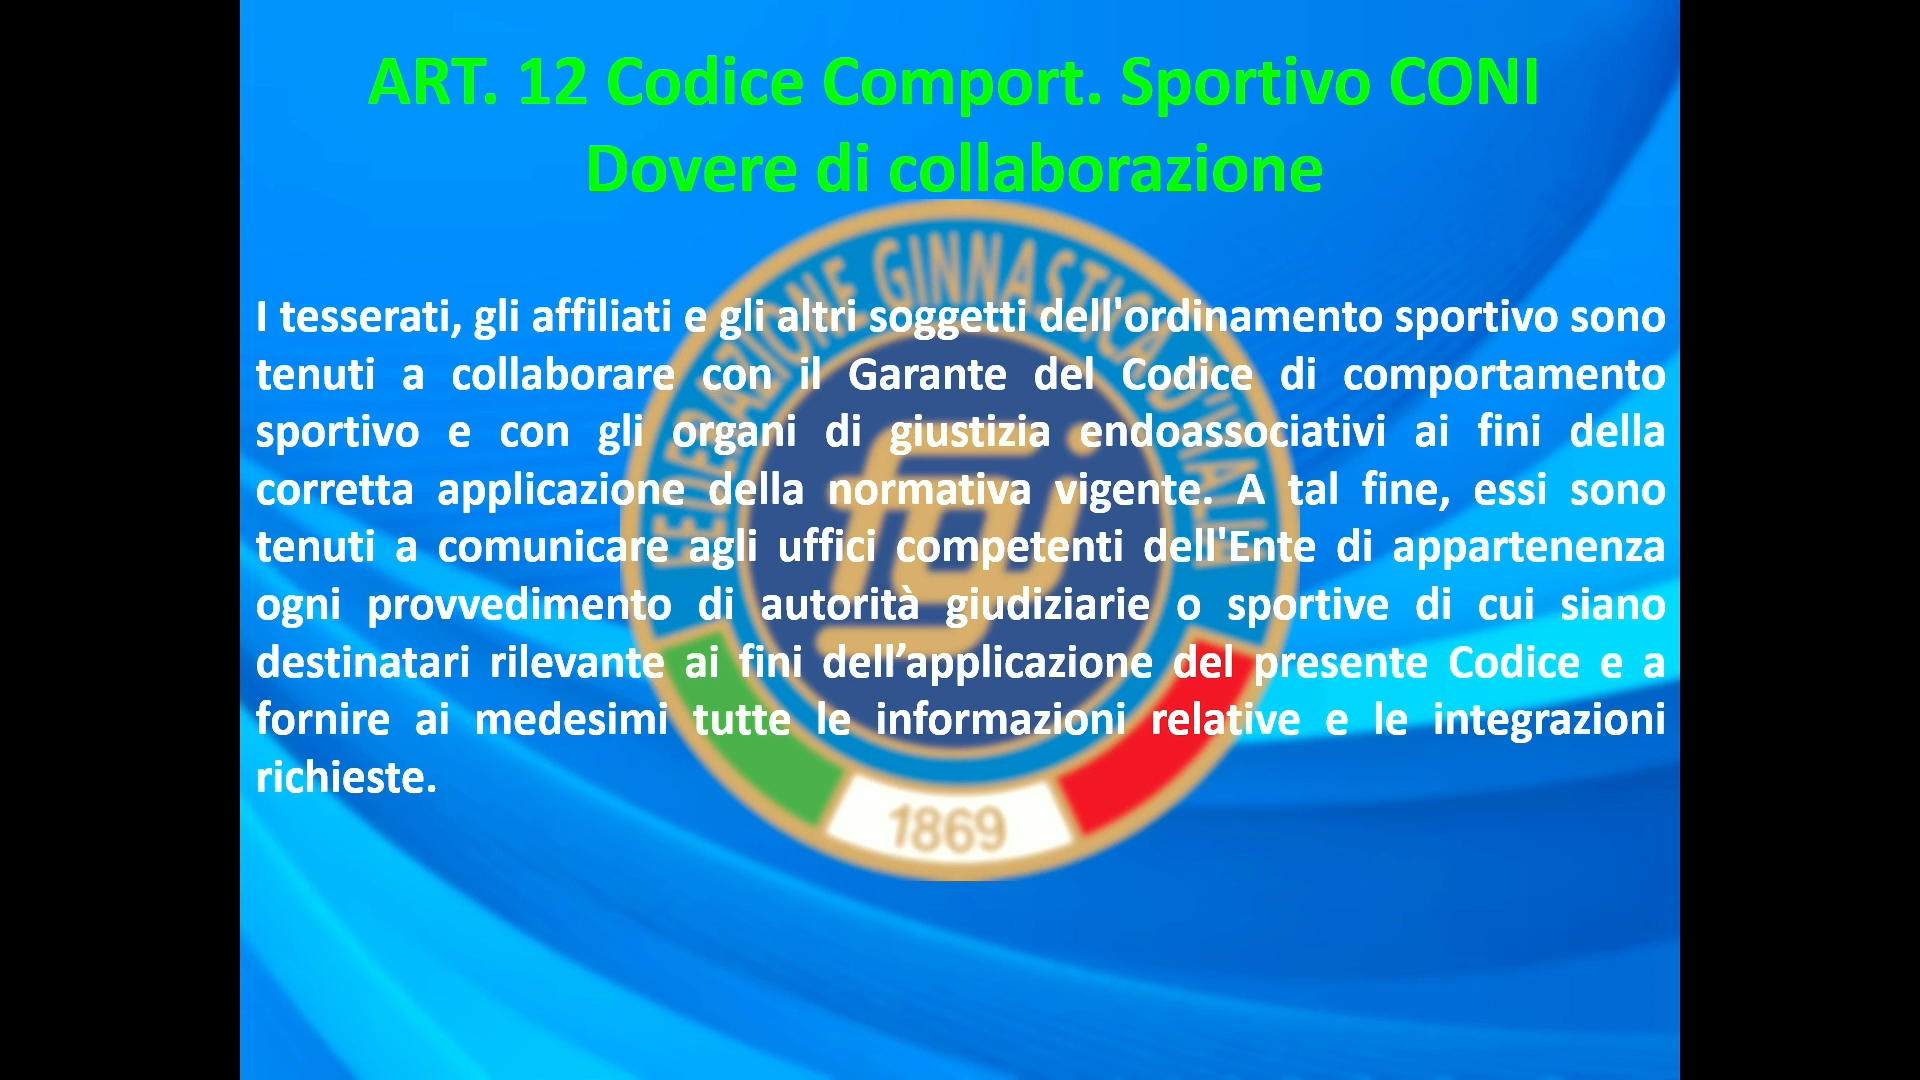 ART. 12 Codice Comport. Sportivo CONI
Dovere di collaborazione
FEDERAZIONE GINNASTICA D'ITALIA
I tesserati, gli affiliati e gli altri soggetti dell'ordinamento sportivo sono
tenuti a collaborare con il Garante del Codice di comportamento
sportivo e con gli organi di giustizia endoassociativi ai fini della
corretta applicazione della normativa vigente. A tal fine, essi sono
tenuti a comunicare agli uffici competenti dell'Ente di appartenenza
ogni provvedimento di autorità giudiziarie o sportive di cui siano
destinatari rilevante ai fini dell’applicazione del presente Codice e a
fornire ai medesimi tutte le informazioni relative e le integrazioni
richieste.
fgi
1869